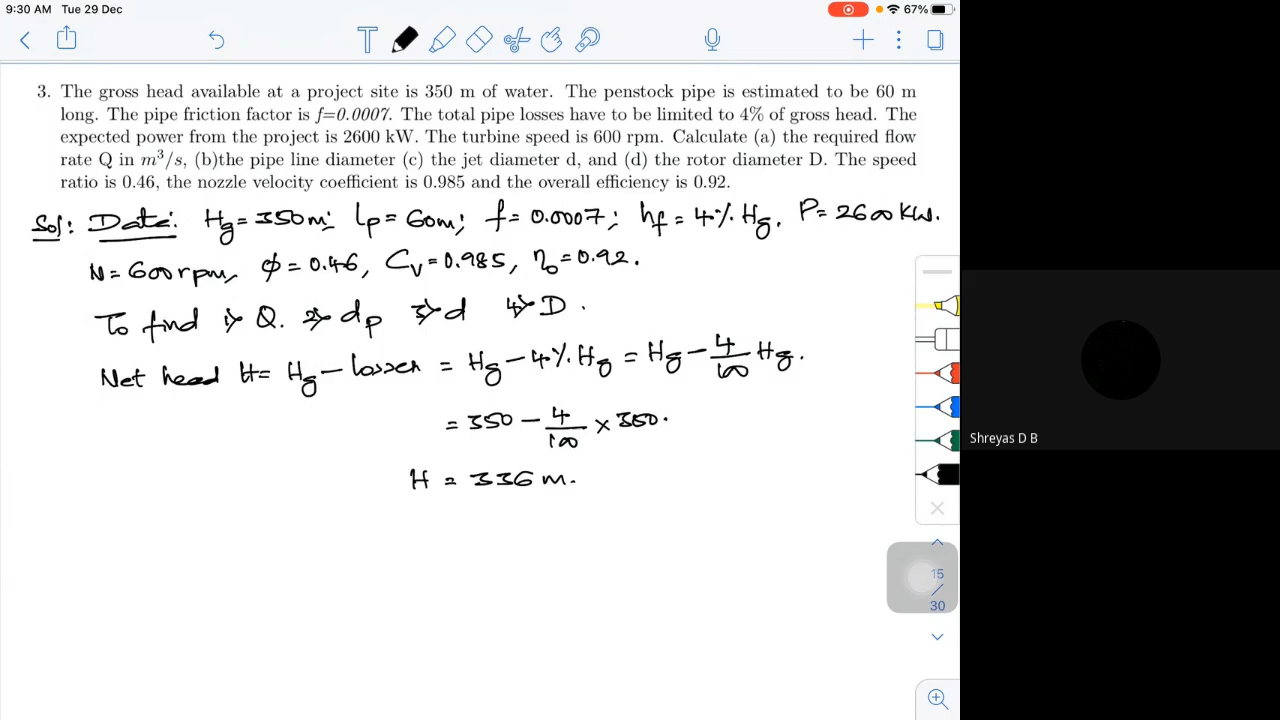 9:30 AM Tue 29 Dec
67%
3. The gross head available at a project site is 350 m of water. The penstock pipe is estimated to be 60 m
long. The pipe friction factor is f=0.0007. The total pipe losses have to be limited to 4% of gross head. The
expected power from the project is 2600 kW. The turbine speed is 600 rpm. Calculate (a) the required flow
rate Q in m³/s, (b)the pipe line diameter (c) the jet diameter d, and (d) the rotor diameter D. The speed
ratio is 0.46, the nozzle velocity coefficient is 0.985 and the overall efficiency is 0.92.
Sol: Data: Hg = 350m; lp = 60m; f = 0.0007; hf = 4% Hg. P = 2600 KW.
N = 600 rpm, φ = 0.46, Cv = 0.985, ηo = 0.92.
To find 1> Q. 2> dp 3> d 4> D.
Net head H = Hg - losses = Hg - 4% Hg = Hg - 4/100 Hg.
= 350 - 4/100 × 350.
H = 336 m.
Shreyas D B
15
/
30